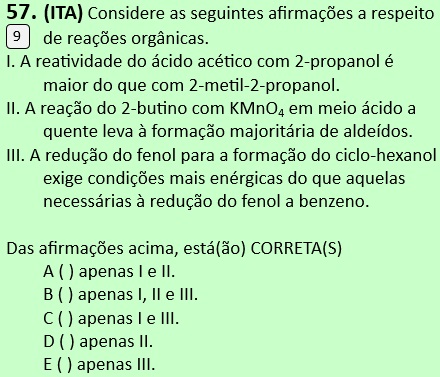 57. (ITA) Considere as seguintes afirmações a respeito
9 de reações orgânicas.
I. A reatividade do ácido acético com 2-propanol é
maior do que com 2-metil-2-propanol.
II. A reação do 2-butino com KMnO₄ em meio ácido a
quente leva à formação majoritária de aldeídos.
III. A redução do fenol para a formação do ciclo-hexanol
exige condições mais enérgicas do que aquelas
necessárias à redução do fenol a benzeno.
Das afirmações acima, está(ão) CORRETA(S)
A ( ) apenas I e II.
B ( ) apenas I, II e III.
C ( ) apenas I e III.
D ( ) apenas II.
E ( ) apenas III.